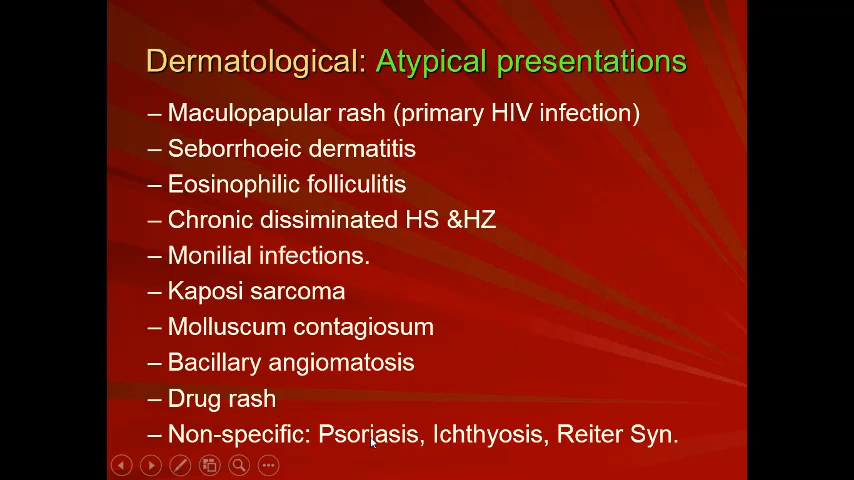 Dermatological: Atypical presentations
– Maculopapular rash (primary HIV infection)
– Seborrhoeic dermatitis
– Eosinophilic folliculitis
– Chronic dissiminated HS &HZ
– Monilial infections.
– Kaposi sarcoma
– Molluscum contagiosum
– Bacillary angiomatosis
– Drug rash
– Non-specific: Psoriasis, Ichthyosis, Reiter Syn.